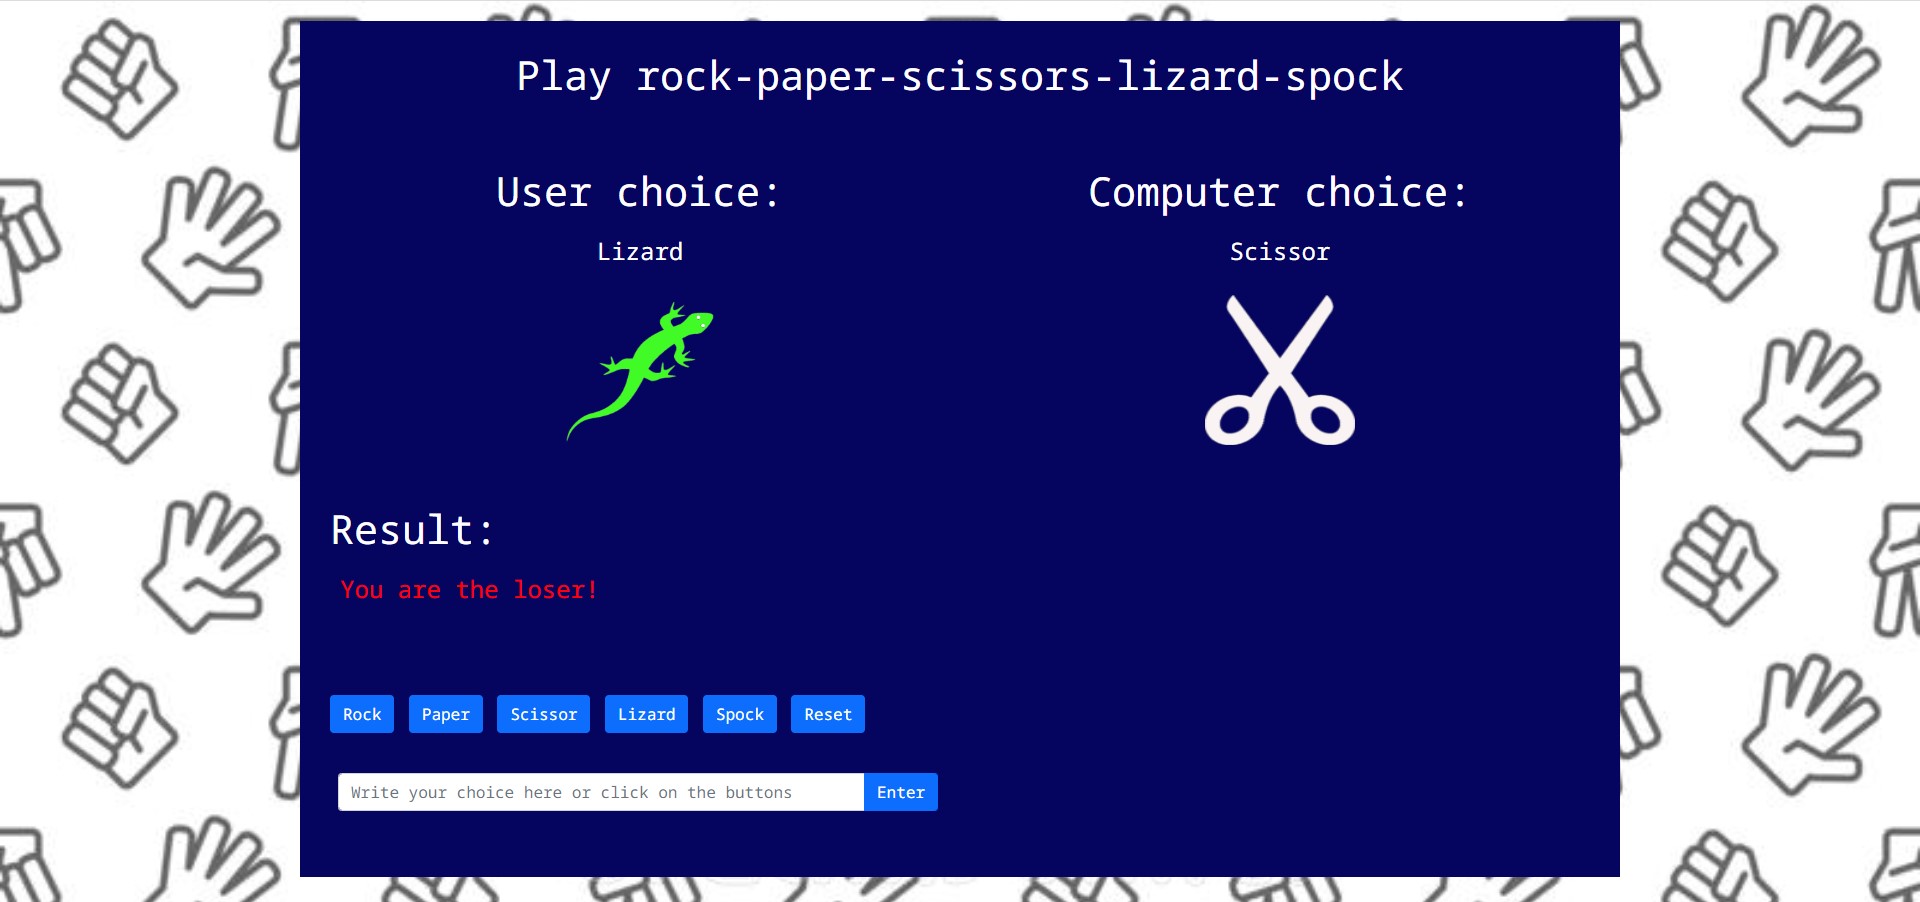 Play rock-paper-scissors-lizard-spock
User choice:
Computer choice:
Lizard
Scissor
Result:
You are the loser!
Rock Paper Scissor Lizard Spock Reset
Write your choice here or click on the buttons Enter